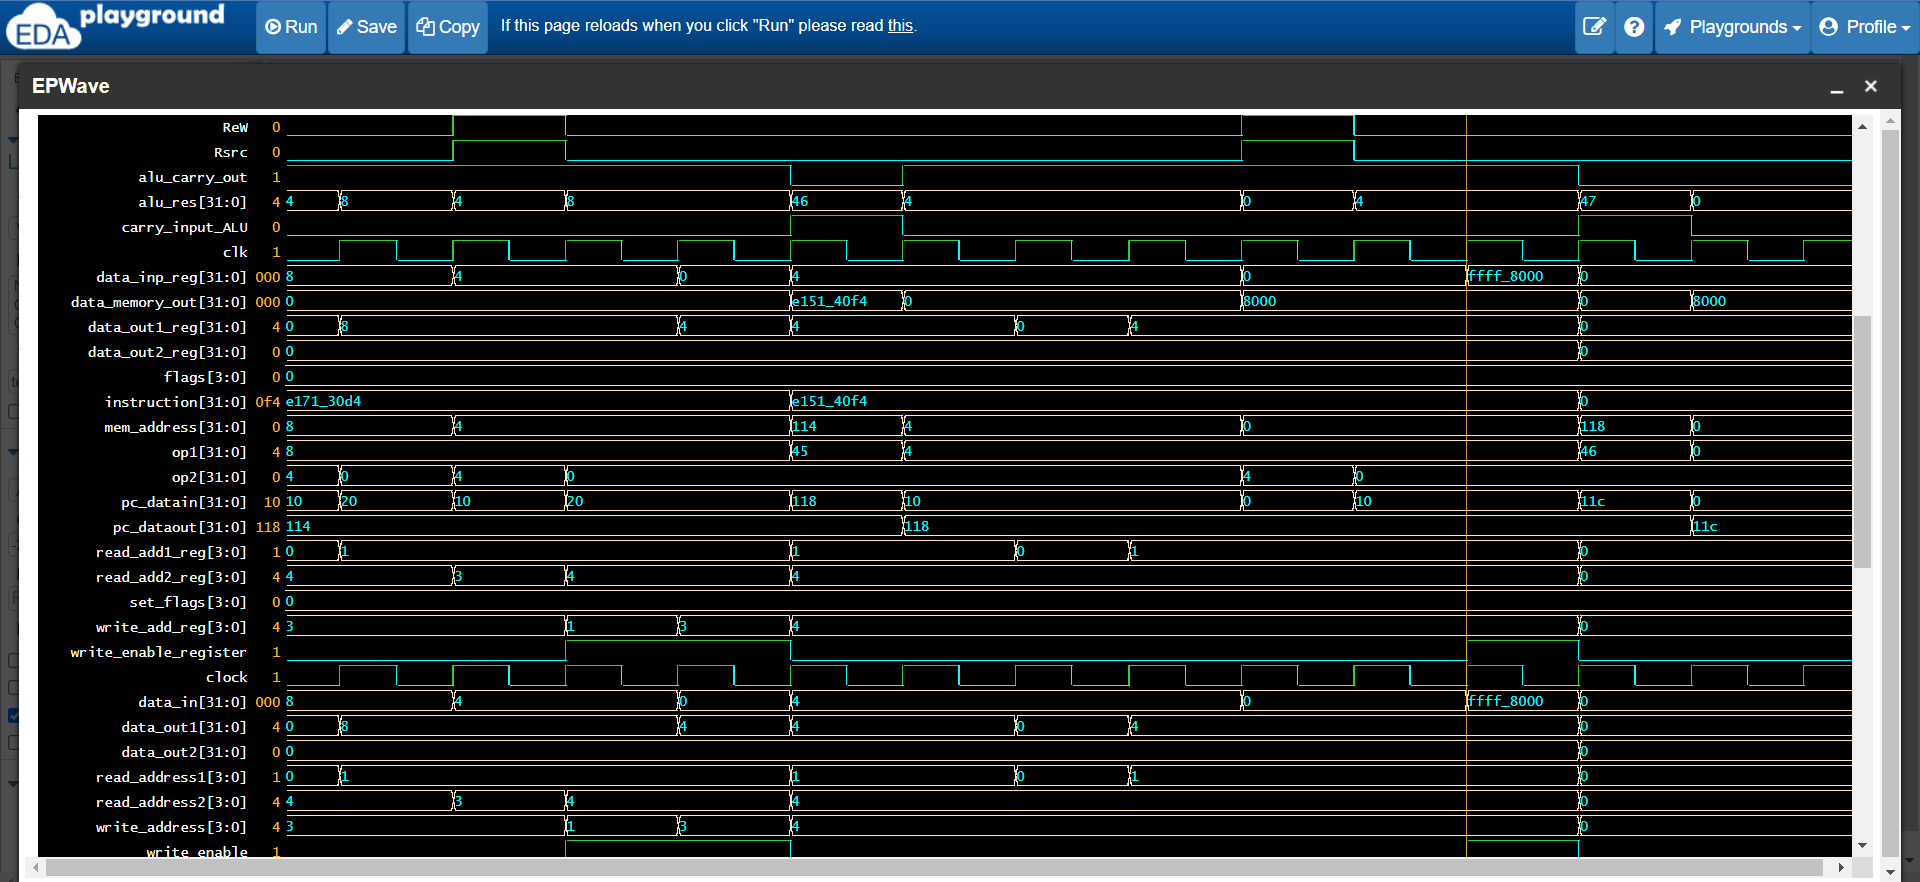 EDA playground Run Save Copy If this page reloads when you click "Run" please read this. Playgrounds Profile
EPWave
ReW 0
Rsrc 0
alu_carry_out 1
alu_res[31:0] 4 4 8 4 8 46 4 0 4 47 0
carry_input_ALU 0
clk 1
data_inp_reg[31:0] 000 8 4 0 4 0 ffff_8000 0
data_memory_out[31:0] 000 0 e151_40f4 0 8000 0 8000
data_out1_reg[31:0] 4 0 8 4 4 0 4 0
data_out2_reg[31:0] 0 0 0
flags[3:0] 0 0
instruction[31:0] 0f4 e171_30d4 e151_40f4 0
mem_address[31:0] 0 8 4 114 4 0 118 0
op1[31:0] 4 8 45 4 46 0
op2[31:0] 0 4 0 4 0 4 0
pc_datain[31:0] 10 10 20 10 20 118 10 0 10 11c 0
pc_dataout[31:0] 118 114 118 11c
read_add1_reg[3:0] 1 0 1 1 0 1 0
read_add2_reg[3:0] 4 4 3 4 4 0
set_flags[3:0] 0 0
write_add_reg[3:0] 4 3 1 3 4 0
write_enable_register 1
clock 1
data_in[31:0] 000 8 4 0 4 0 ffff_8000 0
data_out1[31:0] 4 0 8 4 4 0 4 0
data_out2[31:0] 0 0 0
read_address1[3:0] 1 0 1 1 0 1 0
read_address2[3:0] 4 4 3 4 4 0
write_address[3:0] 4 3 1 3 4 0
write_enable 1